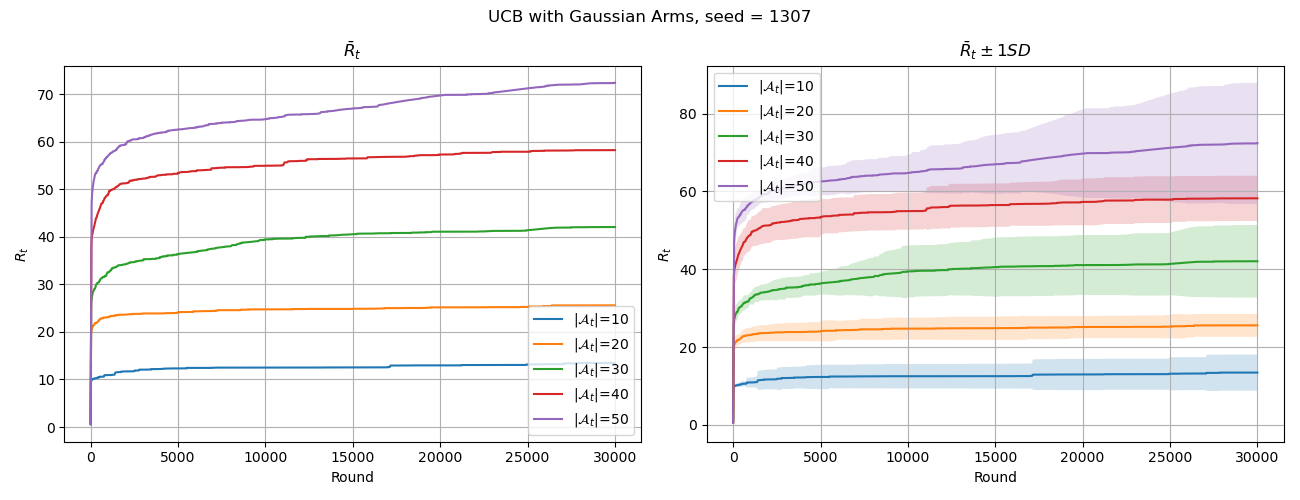 UCB with Gaussian Arms, seed = 1307
R̄ₜ
70
60
50
40
30
20
10
0
Rₜ
|𝒜ₜ|=10
|𝒜ₜ|=20
|𝒜ₜ|=30
|𝒜ₜ|=40
|𝒜ₜ|=50
0 5000 10000 15000 20000 25000 30000
Round
R̄ₜ ± 1SD
80
60
40
20
0
Rₜ
|𝒜ₜ|=10
|𝒜ₜ|=20
|𝒜ₜ|=30
|𝒜ₜ|=40
|𝒜ₜ|=50
0 5000 10000 15000 20000 25000 30000
Round